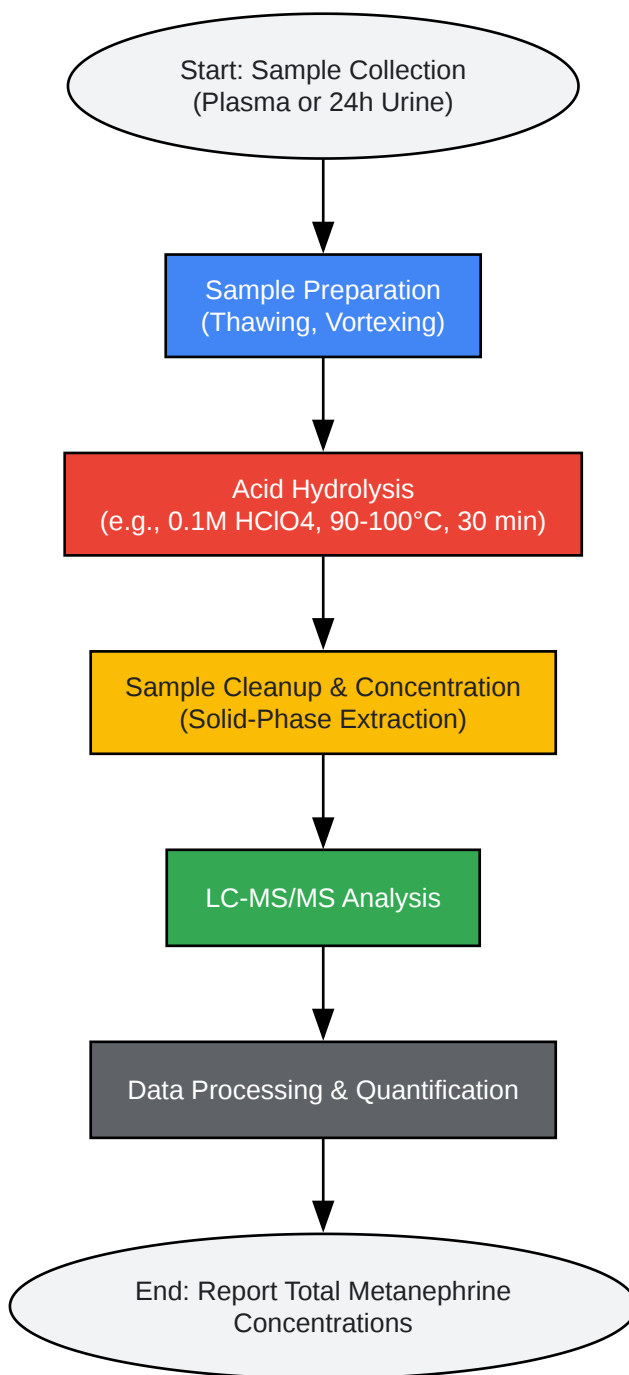 Start: Sample Collection
(Plasma or 24h Urine)
Sample Preparation
(Thawing, Vortexing)
Acid Hydrolysis
(e.g., 0.1M HClO4, 90-100°C, 30 min)
Sample Cleanup & Concentration
(Solid-Phase Extraction)
LC-MS/MS Analysis
Data Processing & Quantification
End: Report Total Metanephrine
Concentrations